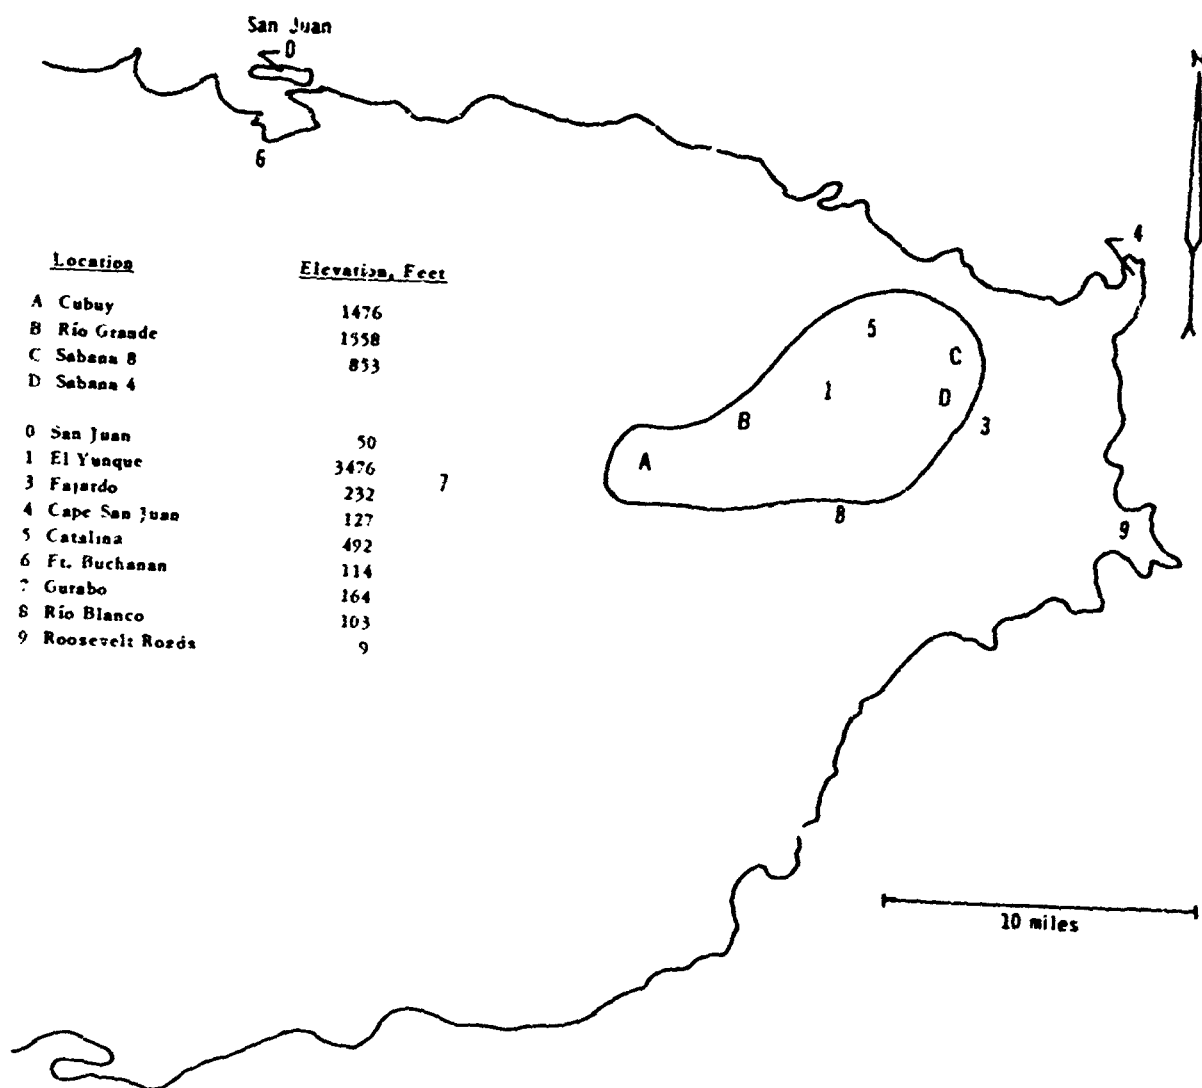 San Juan
0
6
4
Location Elevation, Feet
A Cubuy 1476
B Río Grande 1558
C Sabana 8 853
D Sabana 4
0 San Juan 50
1 El Yunque 3476
3 Fajardo 232
4 Cape San Juan 127
5 Catalina 492
6 Ft. Buchanan 114
7 Gurabo 164
8 Río Blanco 103
9 Roosevelt Roads 9
5
C
1
D
B
3
A
7
8
9
10 miles